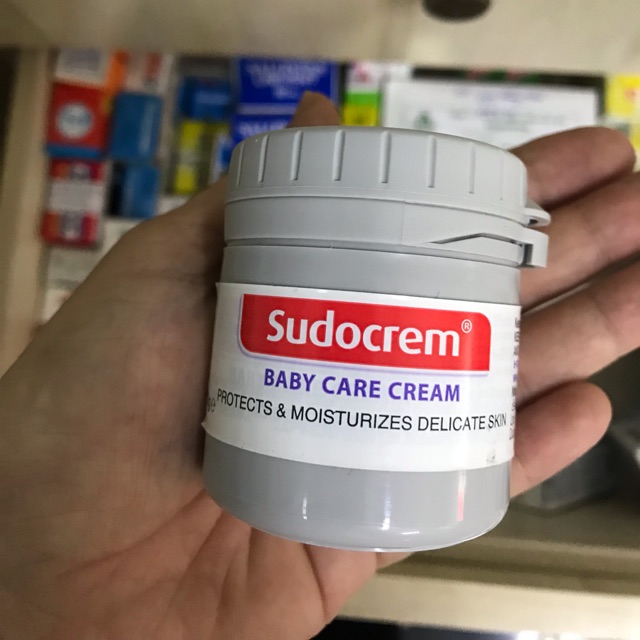 Sudocrem®
BABY CARE CREAM
PROTECTS & MOISTURIZES DELICATE SKIN